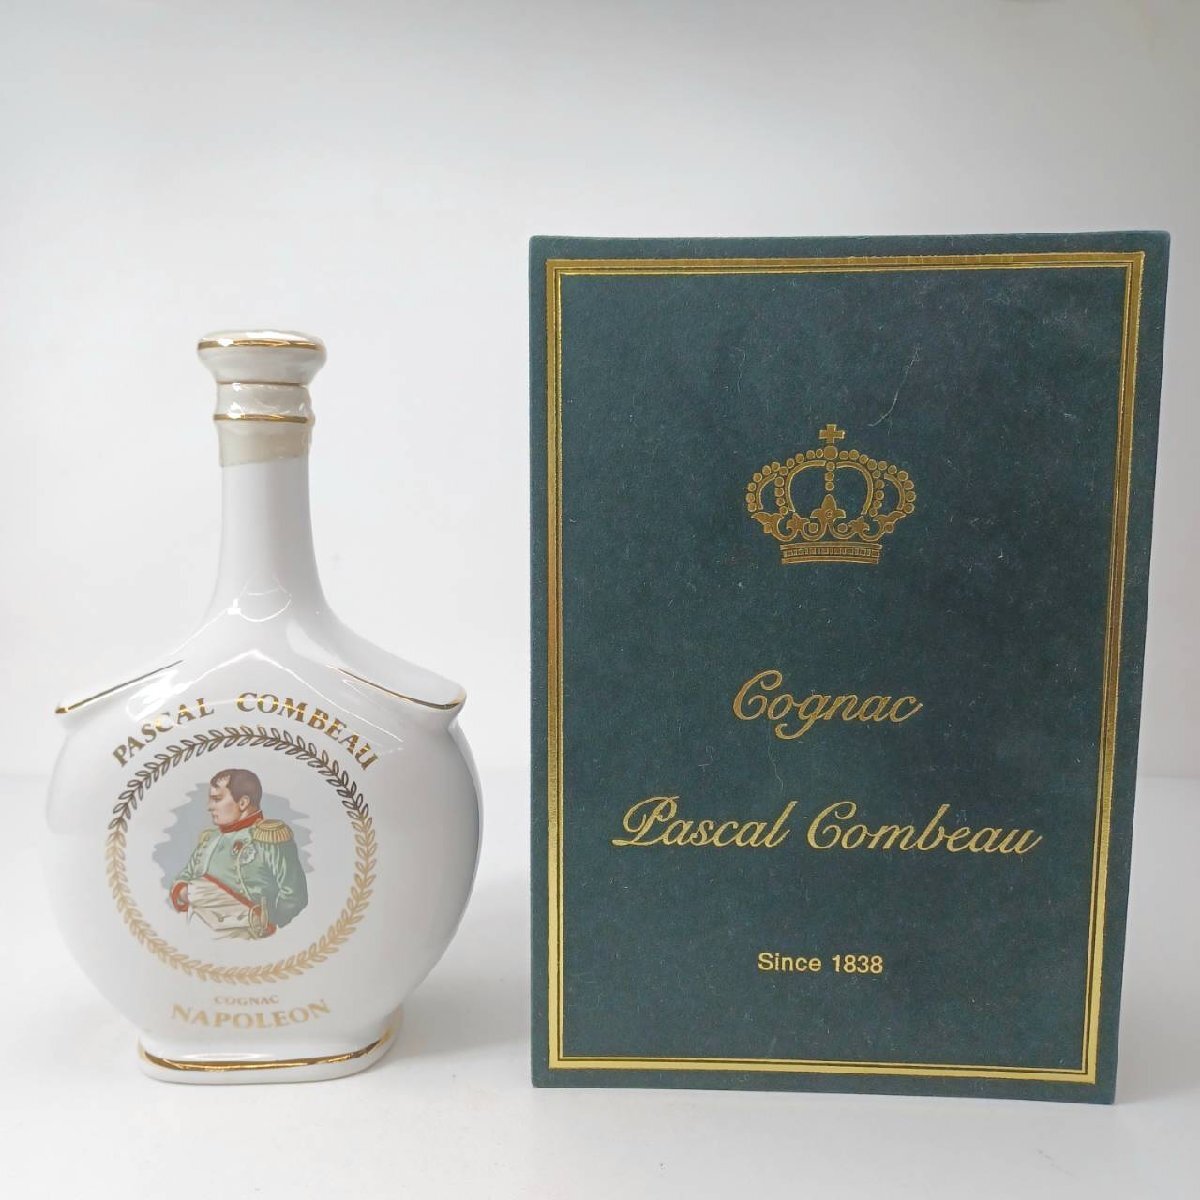 PASCAL COMBEAU
COGNAC
NAPOLEON
Cognac
Pascal Combeau
Since 1838